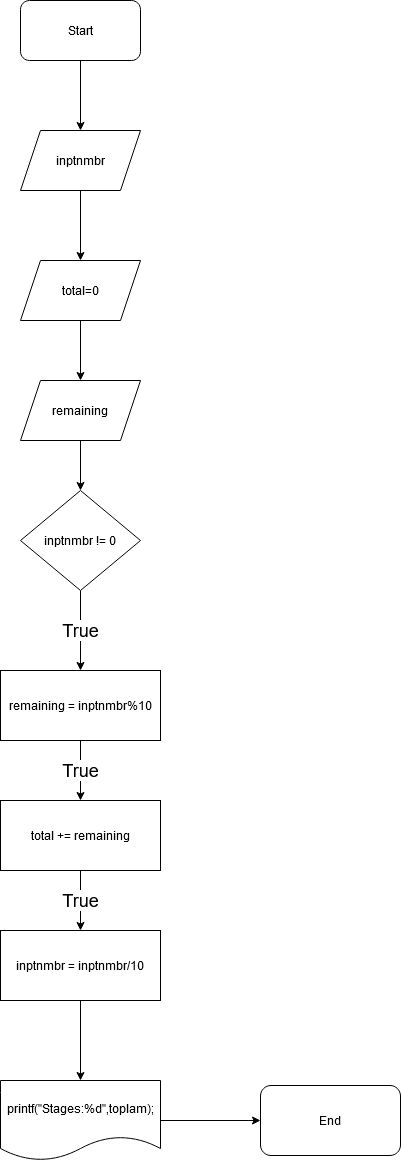 Start
inptnmbr
total=0
remaining
inptnmbr != 0
True
remaining = inptnmbr%10
True
total += remaining
True
inptnmbr = inptnmbr/10
printf("Stages:%d",toplam);
End